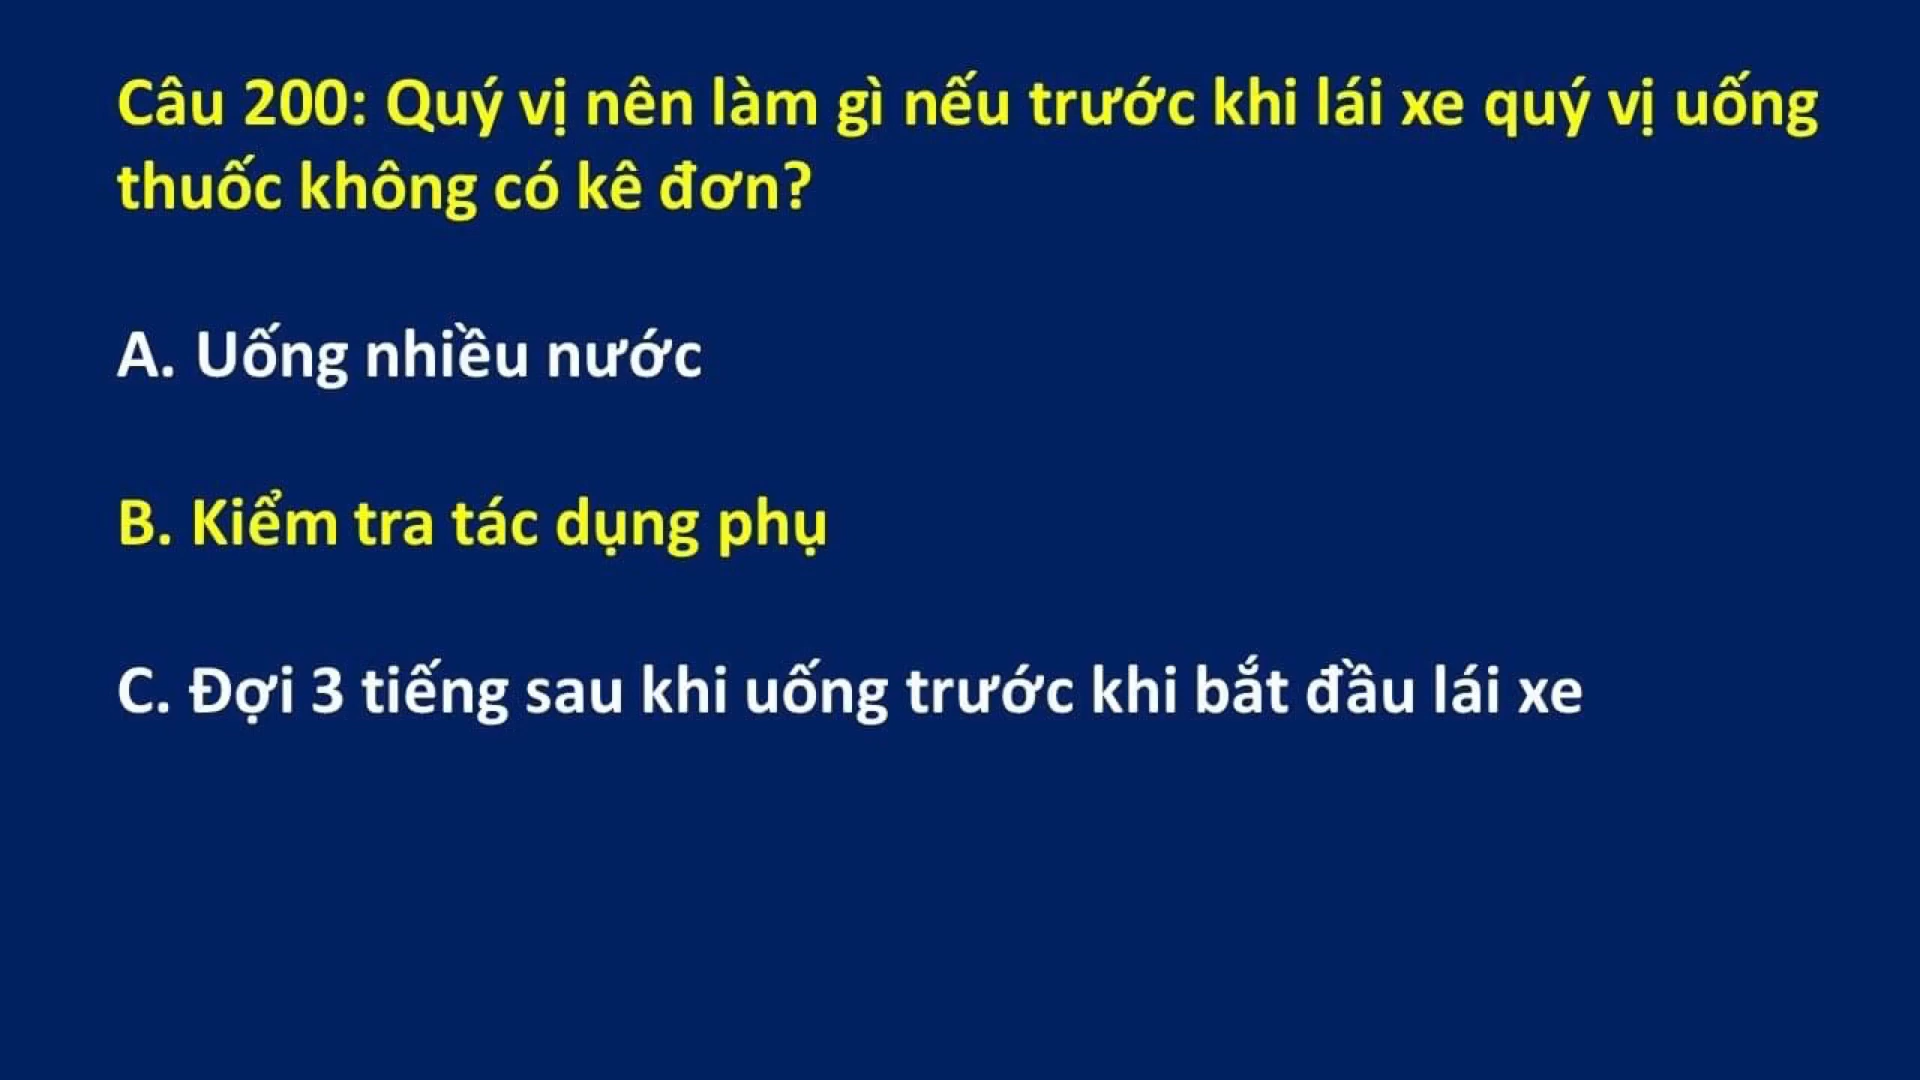 Câu 200: Quý vị nên làm gì nếu trước khi lái xe quý vị uống
thuốc không có kê đơn?
A. Uống nhiều nước
B. Kiểm tra tác dụng phụ
C. Đợi 3 tiếng sau khi uống trước khi bắt đầu lái xe